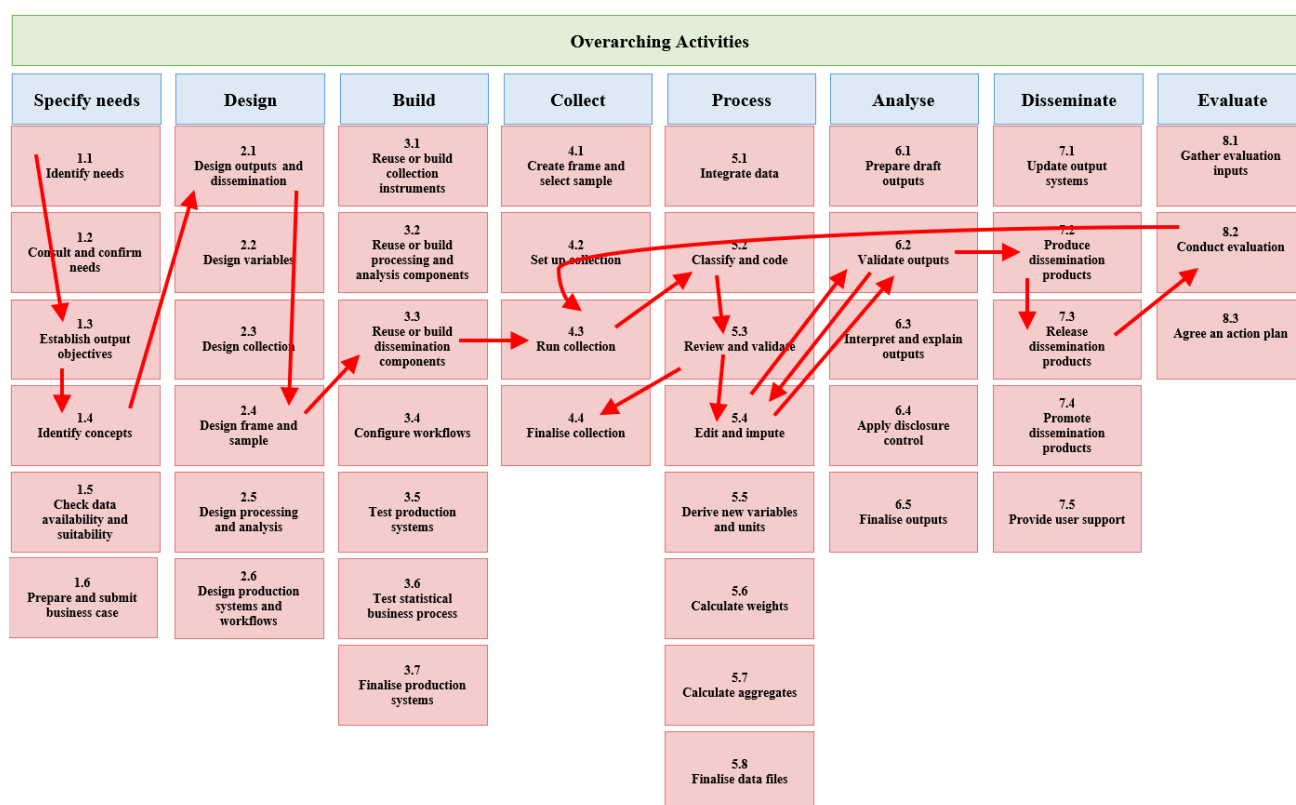 Overarching Activities
Specify needs
Design
Build
Collect
Process
Analyse
Disseminate
Evaluate
1.1
Identify needs
1.2
Consult and confirm
needs
1.3
Establish output
objectives
1.4
Identify concepts
1.5
Check data
availability and
suitability
1.6
Prepare and submit
business case
2.1
Design outputs and
dissemination
2.2
Design variables
2.3
Design collection
2.4
Design frame and
sample
2.5
Design processing
and analysis
2.6
Design production
systems and
workflows
3.1
Reuse or build
collection
instruments
3.2
Reuse or build
processing and
analysis components
3.3
Reuse or build
dissemination
components
3.4
Configure workflows
3.5
Test production
systems
3.6
Test statistical
business process
3.7
Finalise production
systems
4.1
Create frame and
select sample
4.2
Set up collection
4.3
Run collection
4.4
Finalise collection
5.1
Integrate data
5.2
Classify and code
5.3
Review and validate
5.4
Edit and impute
5.5
Derive new variables
and units
5.6
Calculate weights
5.7
Calculate aggregates
5.8
Finalise data files
6.1
Prepare draft
outputs
6.2
Validate outputs
6.3
Interpret and explain
outputs
6.4
Apply disclosure
control
6.5
Finalise outputs
7.1
Update output
systems
7.2
Produce
dissemination
products
7.3
Release
dissemination
products
7.4
Promote
dissemination
products
7.5
Provide user support
8.1
Gather evaluation
inputs
8.2
Conduct evaluation
8.3
Agree an action plan